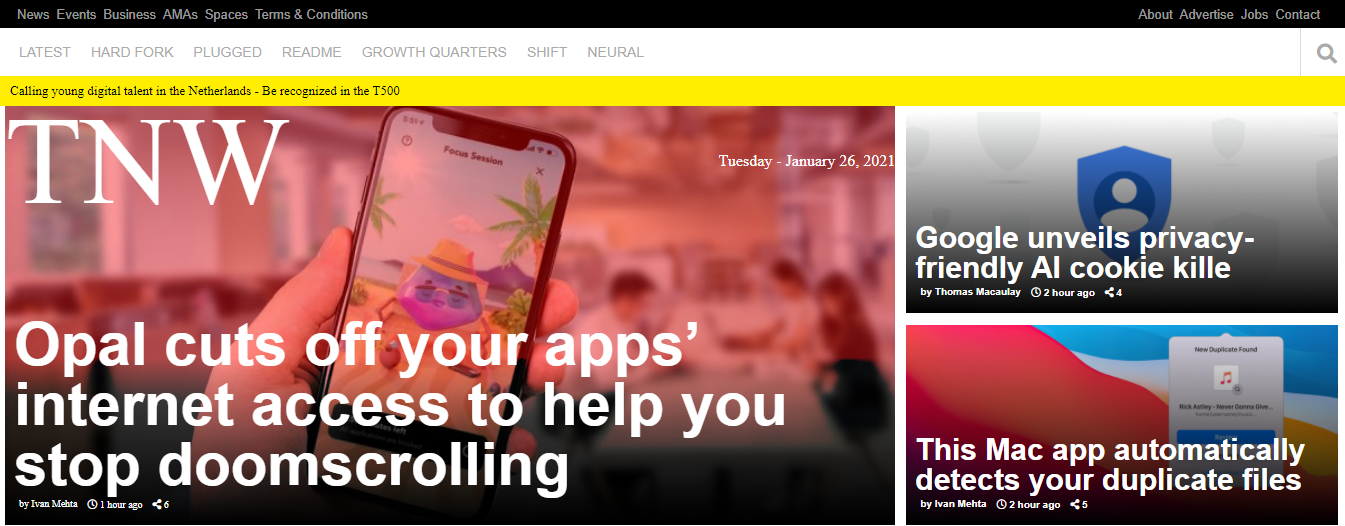 News Events Business AMAs Spaces Terms & Conditions
About Advertise Jobs Contact
LATEST HARD FORK PLUGGED README GROWTH QUARTERS SHIFT NEURAL
Calling young digital talent in the Netherlands - Be recognized in the T500
TNW
Tuesday - January 26, 2021
5:51
Focus Session
Opal cuts off your apps’
internet access to help you
stop doomscrolling
by Ivan Mehta 1 hour ago 6
Google unveils privacy-
friendly AI cookie kille
by Thomas Macaulay 2 hour ago 4
New Duplicate Found
Rick Astley - Never Gonna Give...
This Mac app automatically
detects your duplicate files
by Ivan Mehta 2 hour ago 5